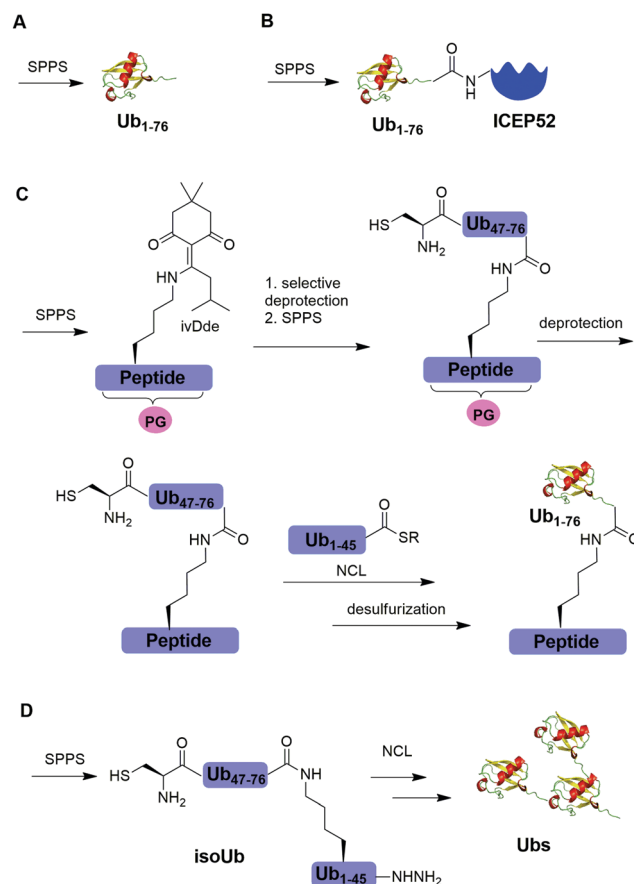 A
SPPS
Ub1-76
B
SPPS
O
N
H
Ub1-76
ICEP52
C
SPPS
O
O
HN
ivDde
Peptide
PG
1. selective
deprotection
2. SPPS
O
HS
NH2
Ub47-76
HN
O
Peptide
PG
deprotection
O
HS
NH2
Ub47-76
HN
O
Peptide
O
Ub1-45
SR
NCL
desulfurization
Ub1-76
HN
O
Peptide
D
SPPS
O
O
HS
NH2
Ub47-76
NH
isoUb
Ub1-45
NHNH2
NCL
Ubs